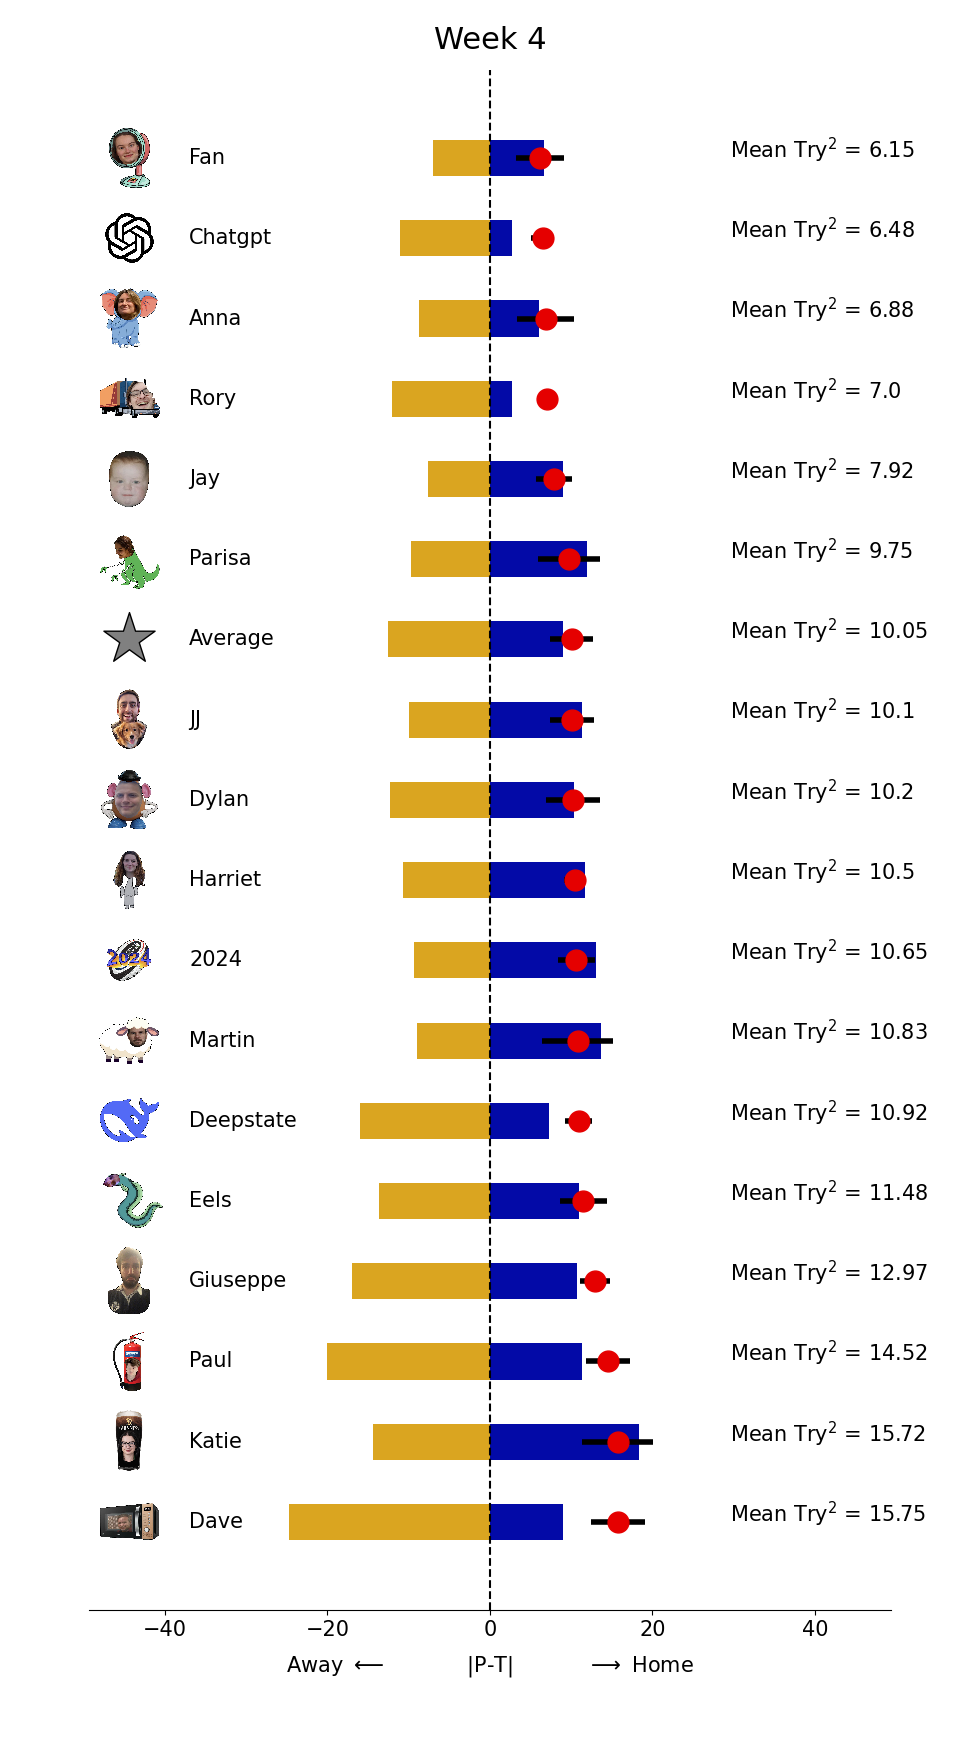 Week 4
Fan
Mean Try² = 6.15
Chatgpt
Mean Try² = 6.48
Anna
Mean Try² = 6.88
Rory
Mean Try² = 7.0
Jay
Mean Try² = 7.92
Parisa
Mean Try² = 9.75
Average
Mean Try² = 10.05
JJ
Mean Try² = 10.1
Dylan
Mean Try² = 10.2
Harriet
Mean Try² = 10.5
2024
2024
Mean Try² = 10.65
Martin
Mean Try² = 10.83
Deepstate
Mean Try² = 10.92
Eels
Mean Try² = 11.48
Giuseppe
Mean Try² = 12.97
Paul
Mean Try² = 14.52
Katie
Mean Try² = 15.72
Dave
Mean Try² = 15.75
−40 −20 0 20 40
Away ⟵ |P-T| ⟶ Home